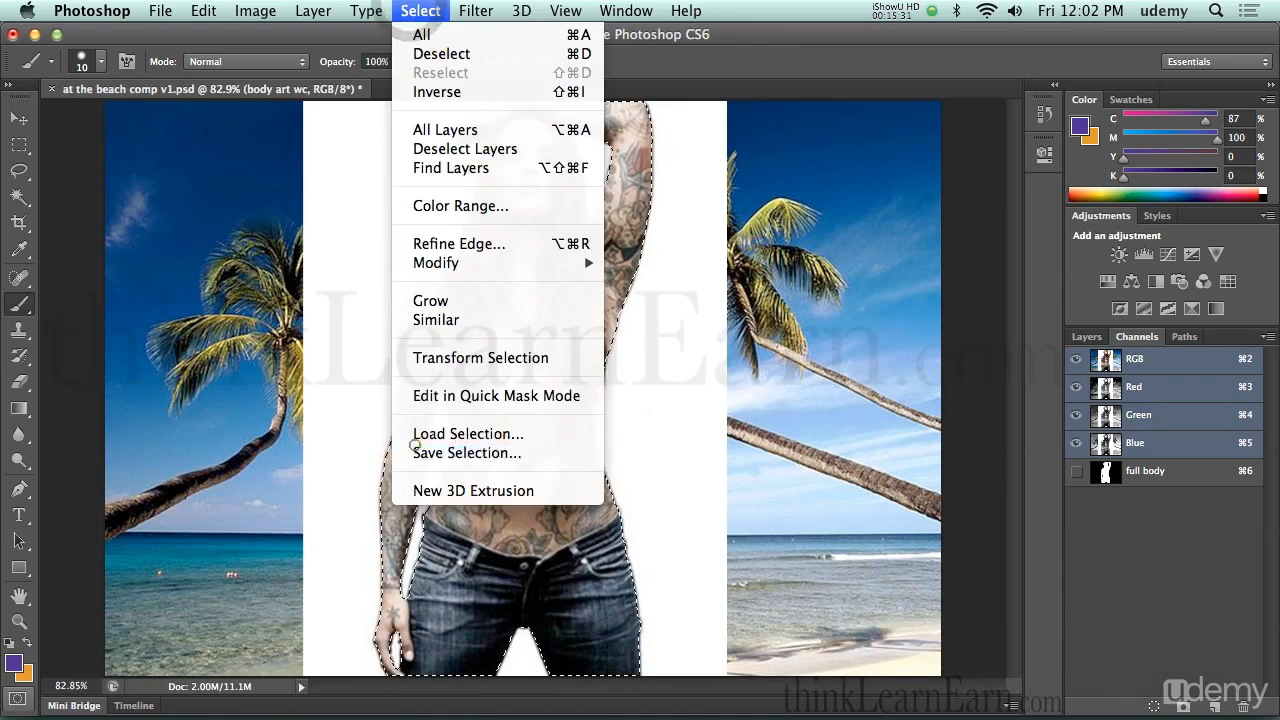 Photoshop File Edit Image Layer Type Select Filter 3D View Window Help iShowU HD 00:15:31 Fri 12:02 PM udemy
e Photoshop CS6
10 Mode: Normal Opacity: 100% Essentials
× at the beach comp v1.psd @ 82.9% (body art wc, RGB/8*) *
All ⌘A
Deselect ⌘D
Reselect ⇧⌘D
Inverse ⇧⌘I
All Layers ⌥⌘A
Deselect Layers
Find Layers ⌥⇧⌘F
Color Range...
Refine Edge... ⌥⌘R
Modify ▶
Grow
Similar
Transform Selection
Edit in Quick Mask Mode
Load Selection...
Save Selection...
New 3D Extrusion
Color Swatches
C 87 %
M 100 %
Y 0 %
K 0 %
Adjustments Styles
Add an adjustment
Layers Channels Paths
RGB ⌘2
Red ⌘3
Green ⌘4
Blue ⌘5
full body ⌘6
thinkLearnEarn.com
82.85% Doc: 2.00M/11.1M
Mini Bridge Timeline
thinkLearnEarn.com
udemy